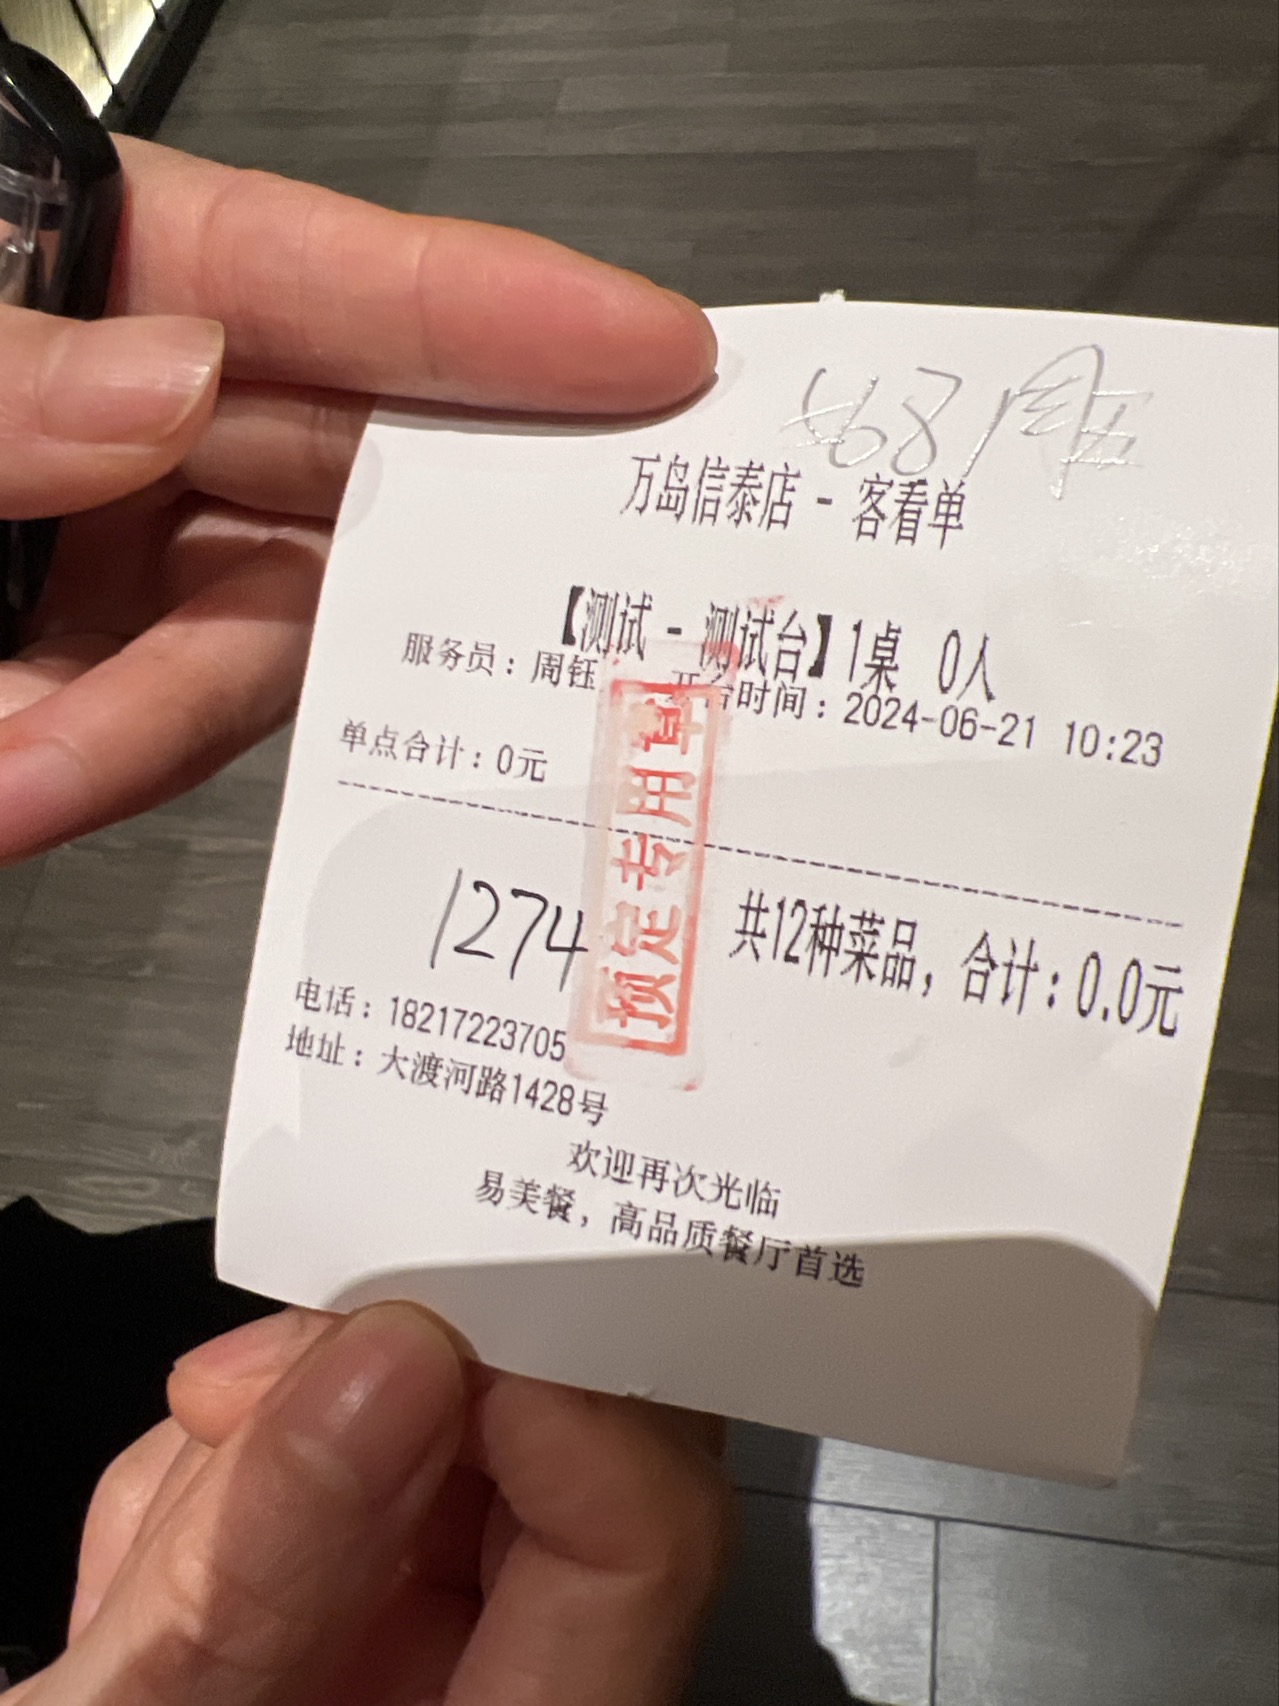 万岛信泰店 - 客看单
【测试 - 测试台】1桌 0人
服务员：周钰 开台时间：2024-06-21 10:23
单点合计：0元
1274
共12种菜品，合计：0.0元
预定专用章
电话：18217223705
地址：大渡河路1428号
欢迎再次光临
易美餐，高品质餐厅首选